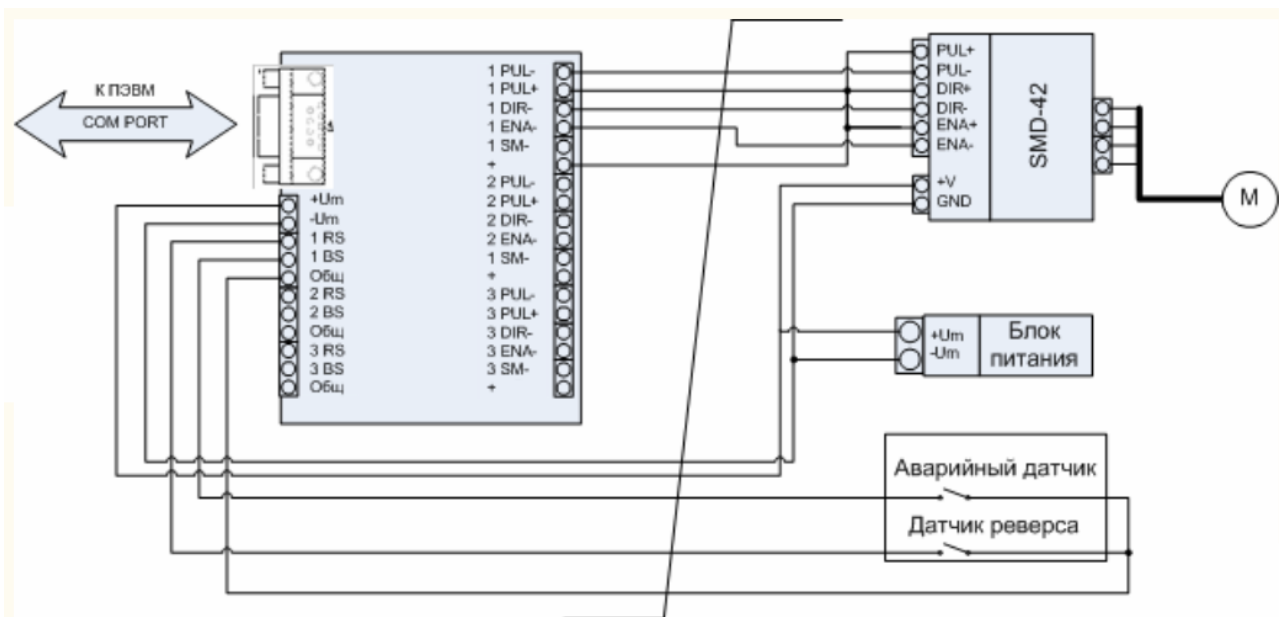 К ПЭВМ
COM PORT
+Um
-Um
1 RS
1 BS
Общ
2 RS
2 BS
Общ
3 RS
3 BS
Общ
1 PUL-
1 PUL+
1 DIR-
1 ENA-
1 SM-
+
2 PUL-
2 PUL+
2 DIR-
2 ENA-
1 SM-
+
3 PUL-
3 PUL+
3 DIR-
3 ENA-
3 SM-
+
PUL+
PUL-
DIR+
DIR-
ENA+
ENA-
+V
GND
SMD-42
M
+Um
-Um
Блок
питания
Аварийный датчик
Датчик реверса